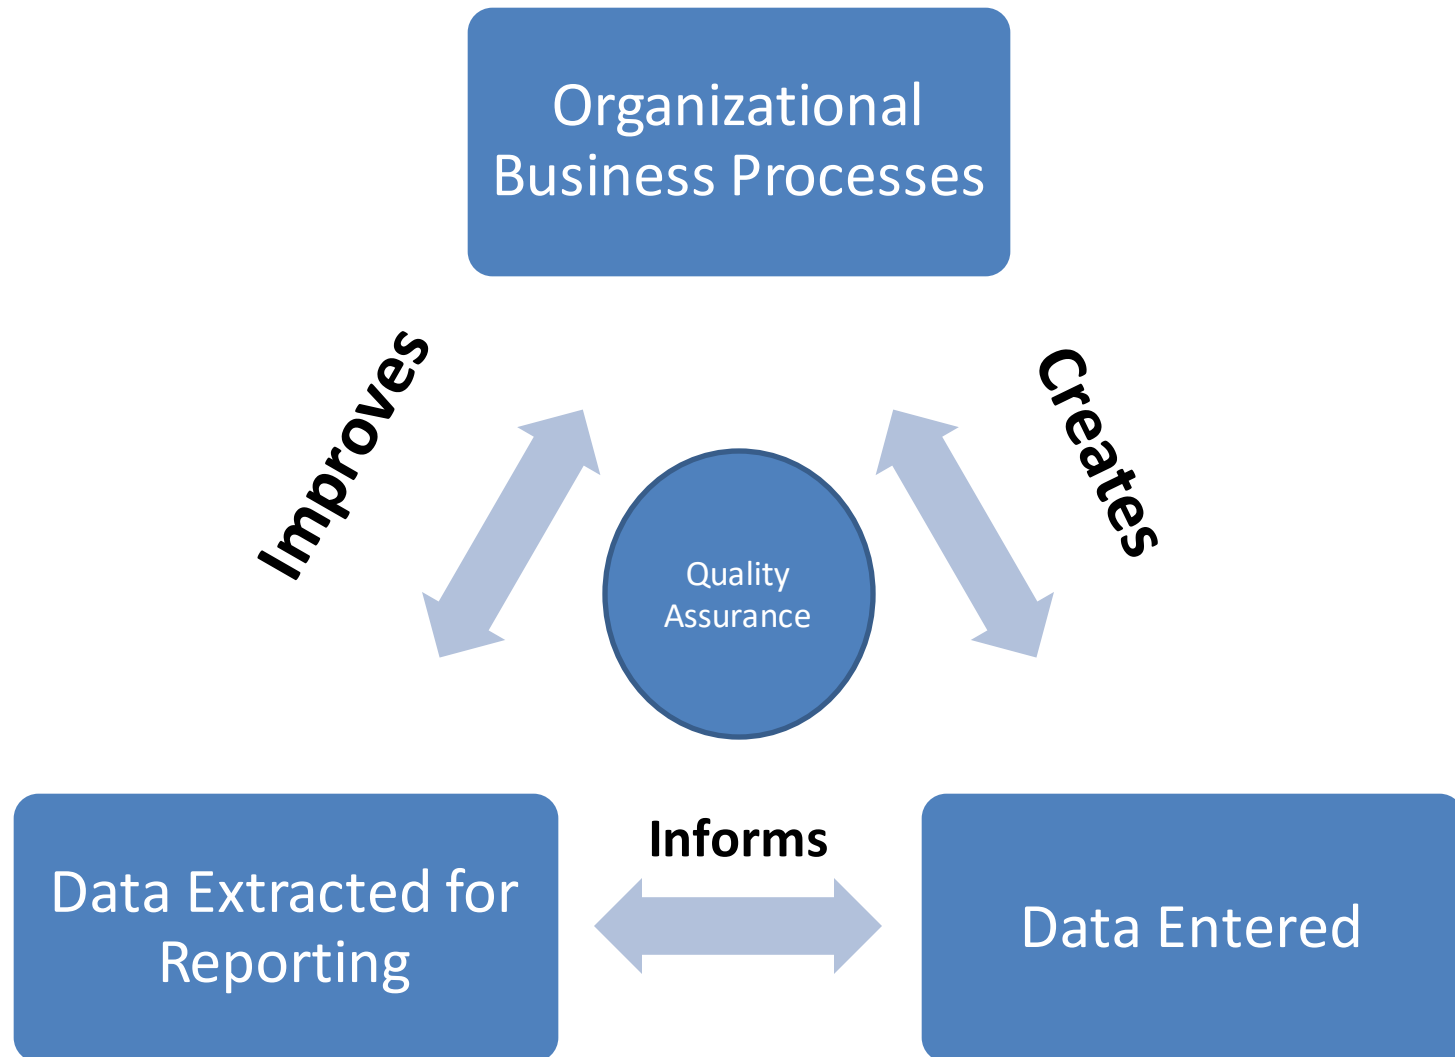 Organizational
Business Processes
Improves
Creates
Quality
Assurance
Informs
Data Extracted for
Reporting
Data Entered